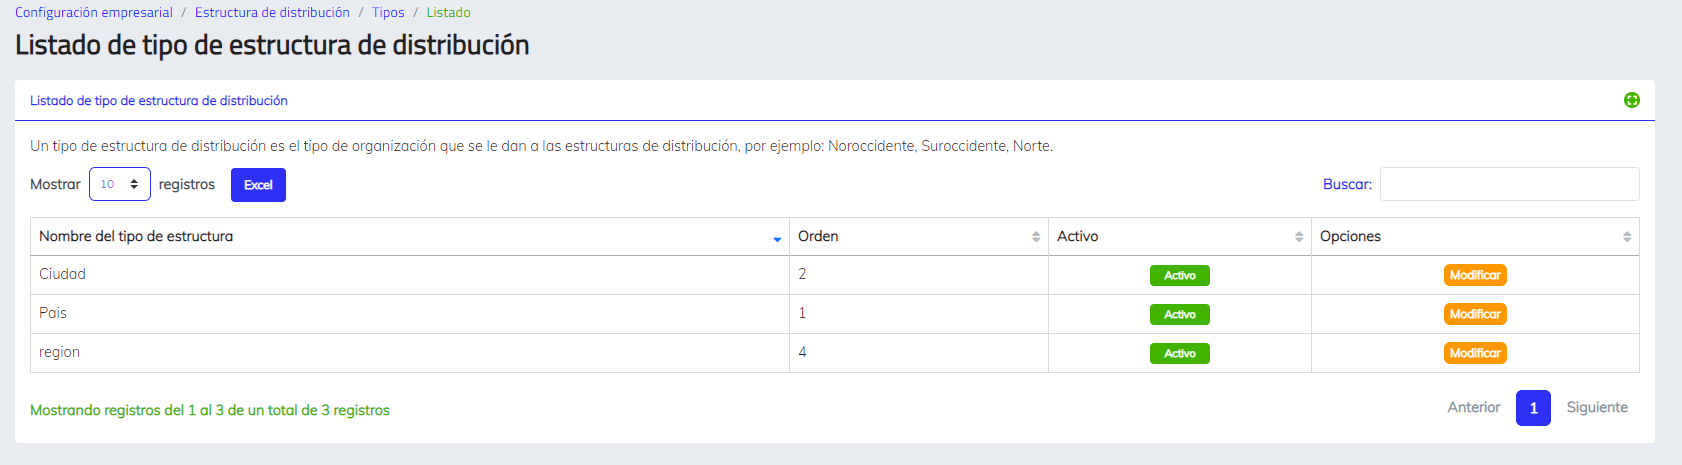 Configuración empresarial / Estructura de distribución / Tipos / Listado
Listado de tipo de estructura de distribución
Listado de tipo de estructura de distribución
Un tipo de estructura de distribución es el tipo de organización que se le dan a las estructuras de distribución, por ejemplo: Noroccidente, Suroccidente, Norte.
Mostrar 10 registros Excel Buscar:
Nombre del tipo de estructura Orden Activo Opciones
Ciudad 2 Activo Modificar
Pais 1 Activo Modificar
region 4 Activo Modificar
Mostrando registros del 1 al 3 de un total de 3 registros Anterior 1 Siguiente